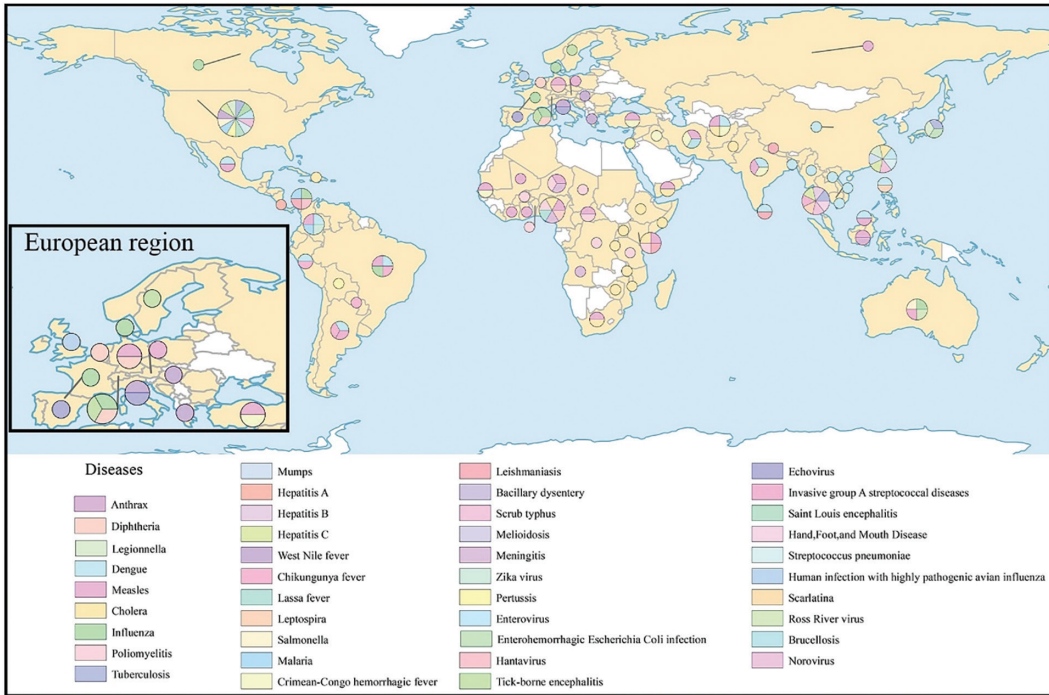 European region
Diseases
Anthrax
Diphtheria
Legionnella
Dengue
Measles
Cholera
Influenza
Poliomyelitis
Tuberculosis
Mumps
Hepatitis A
Hepatitis B
Hepatitis C
West Nile fever
Chikungunya fever
Lassa fever
Leptospira
Salmonella
Malaria
Crimean-Congo hemorrhagic fever
Leishmaniasis
Bacillary dysentery
Scrub typhus
Melioidosis
Meningitis
Zika virus
Pertussis
Enterovirus
Enterohemorrhagic Escherichia Coli infection
Hantavirus
Tick-borne encephalitis
Echovirus
Invasive group A streptococcal diseases
Saint Louis encephalitis
Hand,Foot,and Mouth Disease
Streptococcus pneumoniae
Human infection with highly pathogenic avian influenza
Scarlatina
Ross River virus
Brucellosis
Norovirus